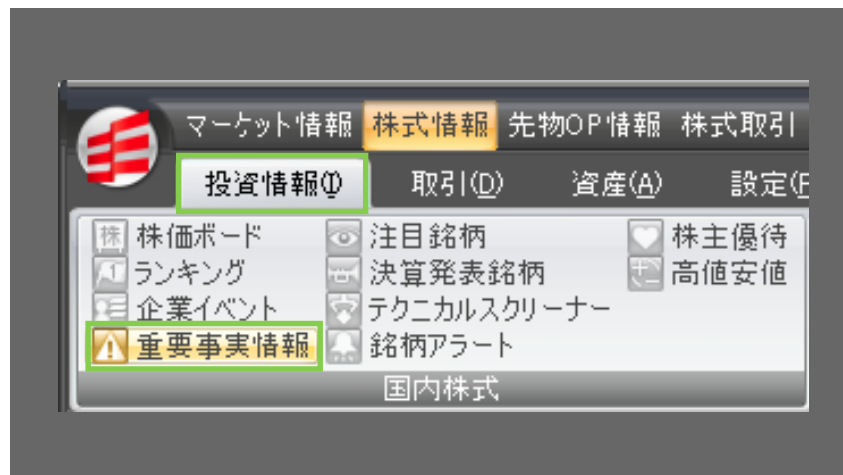 マーケット情報 株式情報 先物OP情報 株式取引
投資情報(I) 取引(D) 資産(A) 設定(
株 株価ボード 注目銘柄 株主優待
ランキング 決算発表銘柄 高値安値
企業イベント テクニカルスクリーナー
重要事実情報 銘柄アラート
国内株式